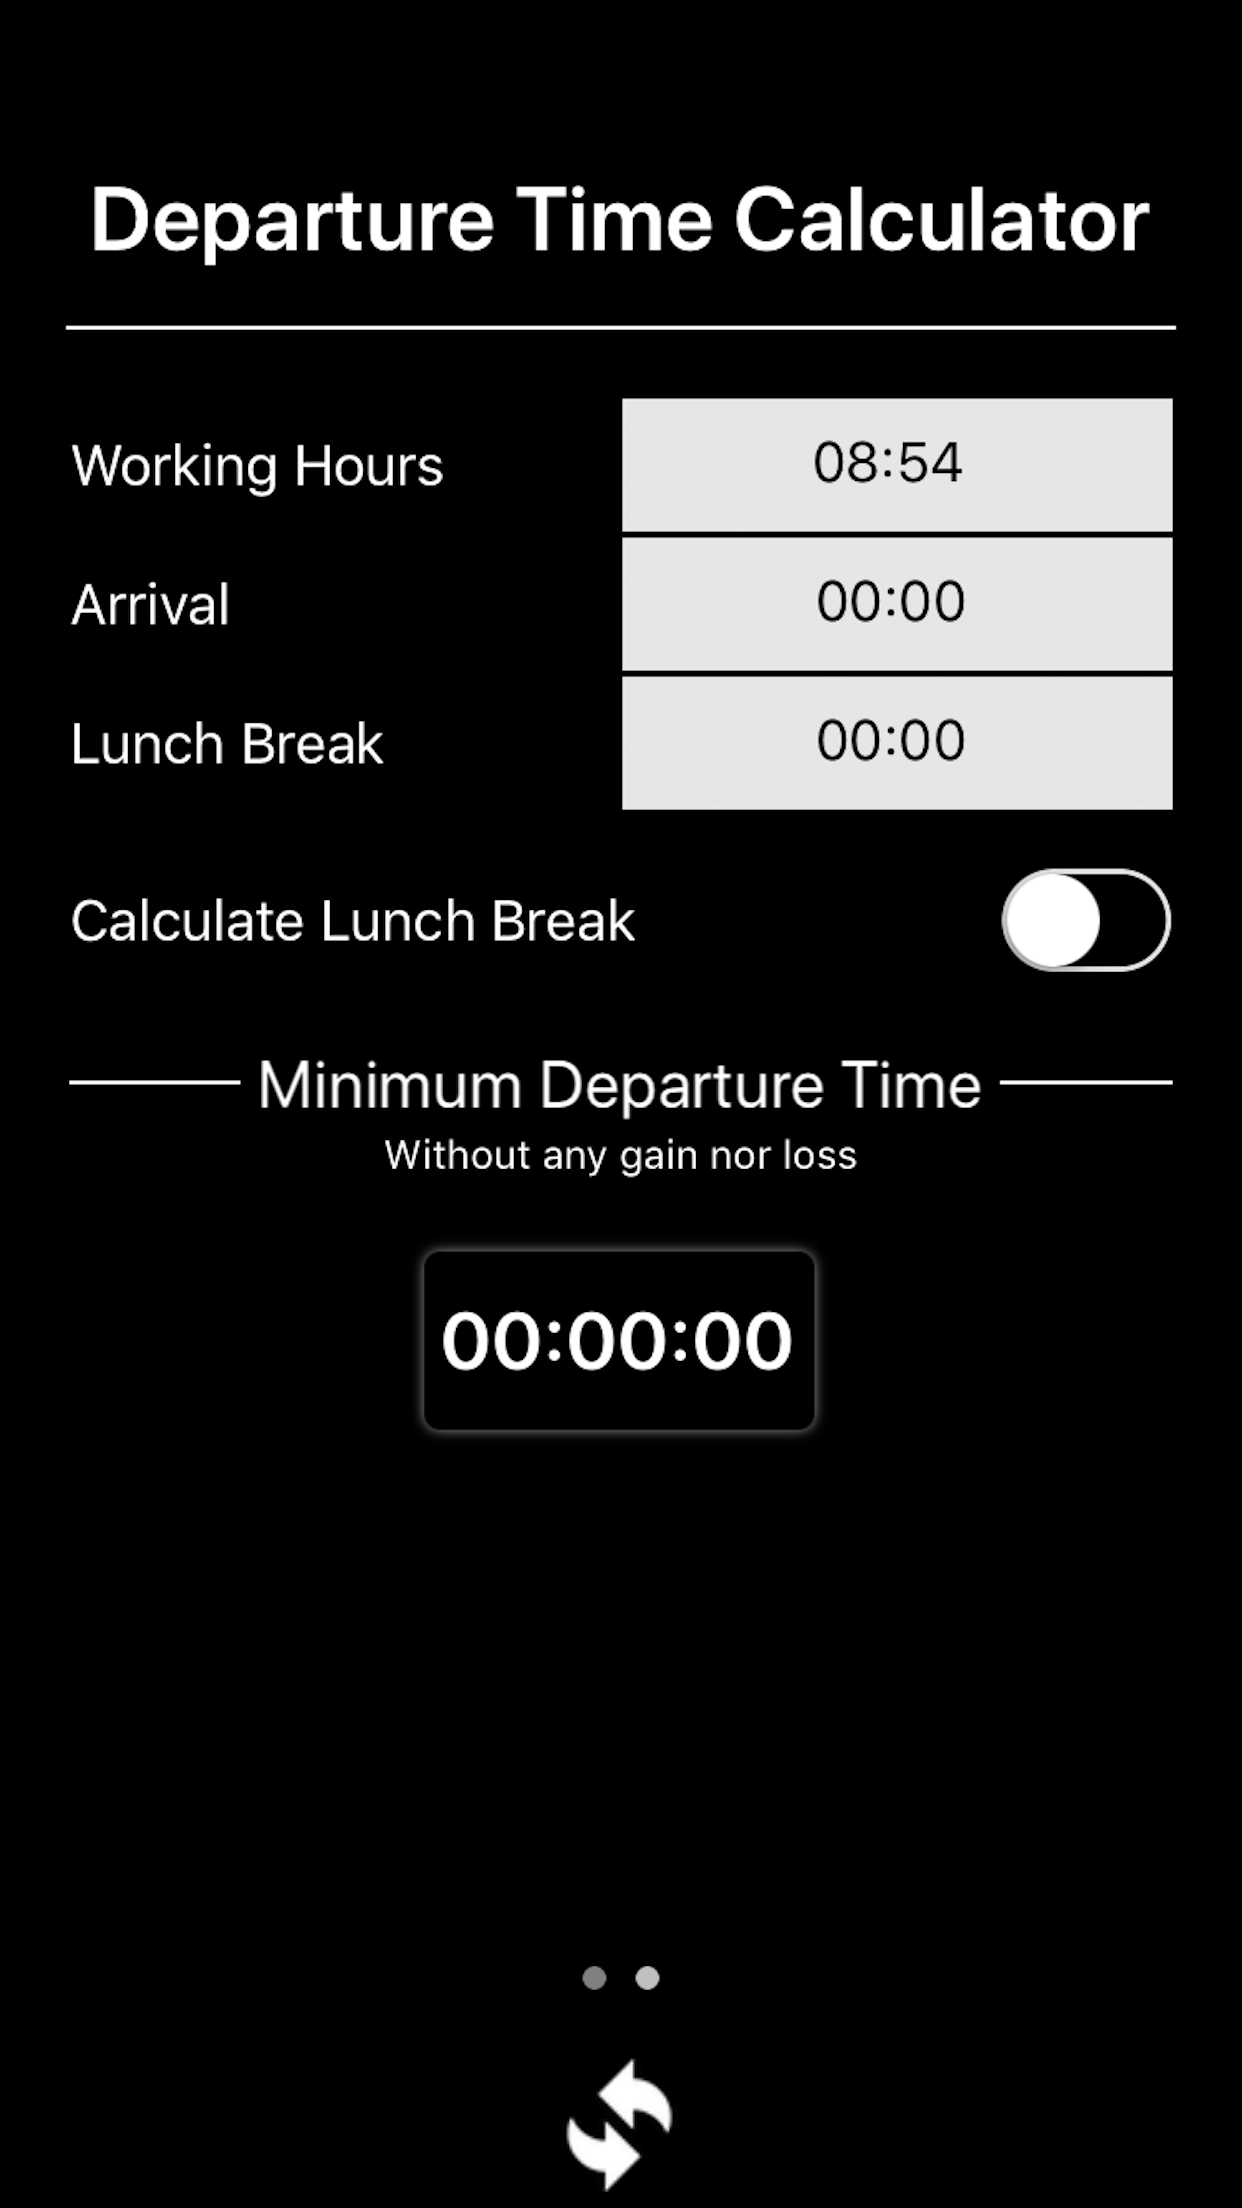 Departure Time Calculator
Working Hours 08:54
Arrival 00:00
Lunch Break 00:00
Calculate Lunch Break
Minimum Departure Time
Without any gain nor loss
00:00:00